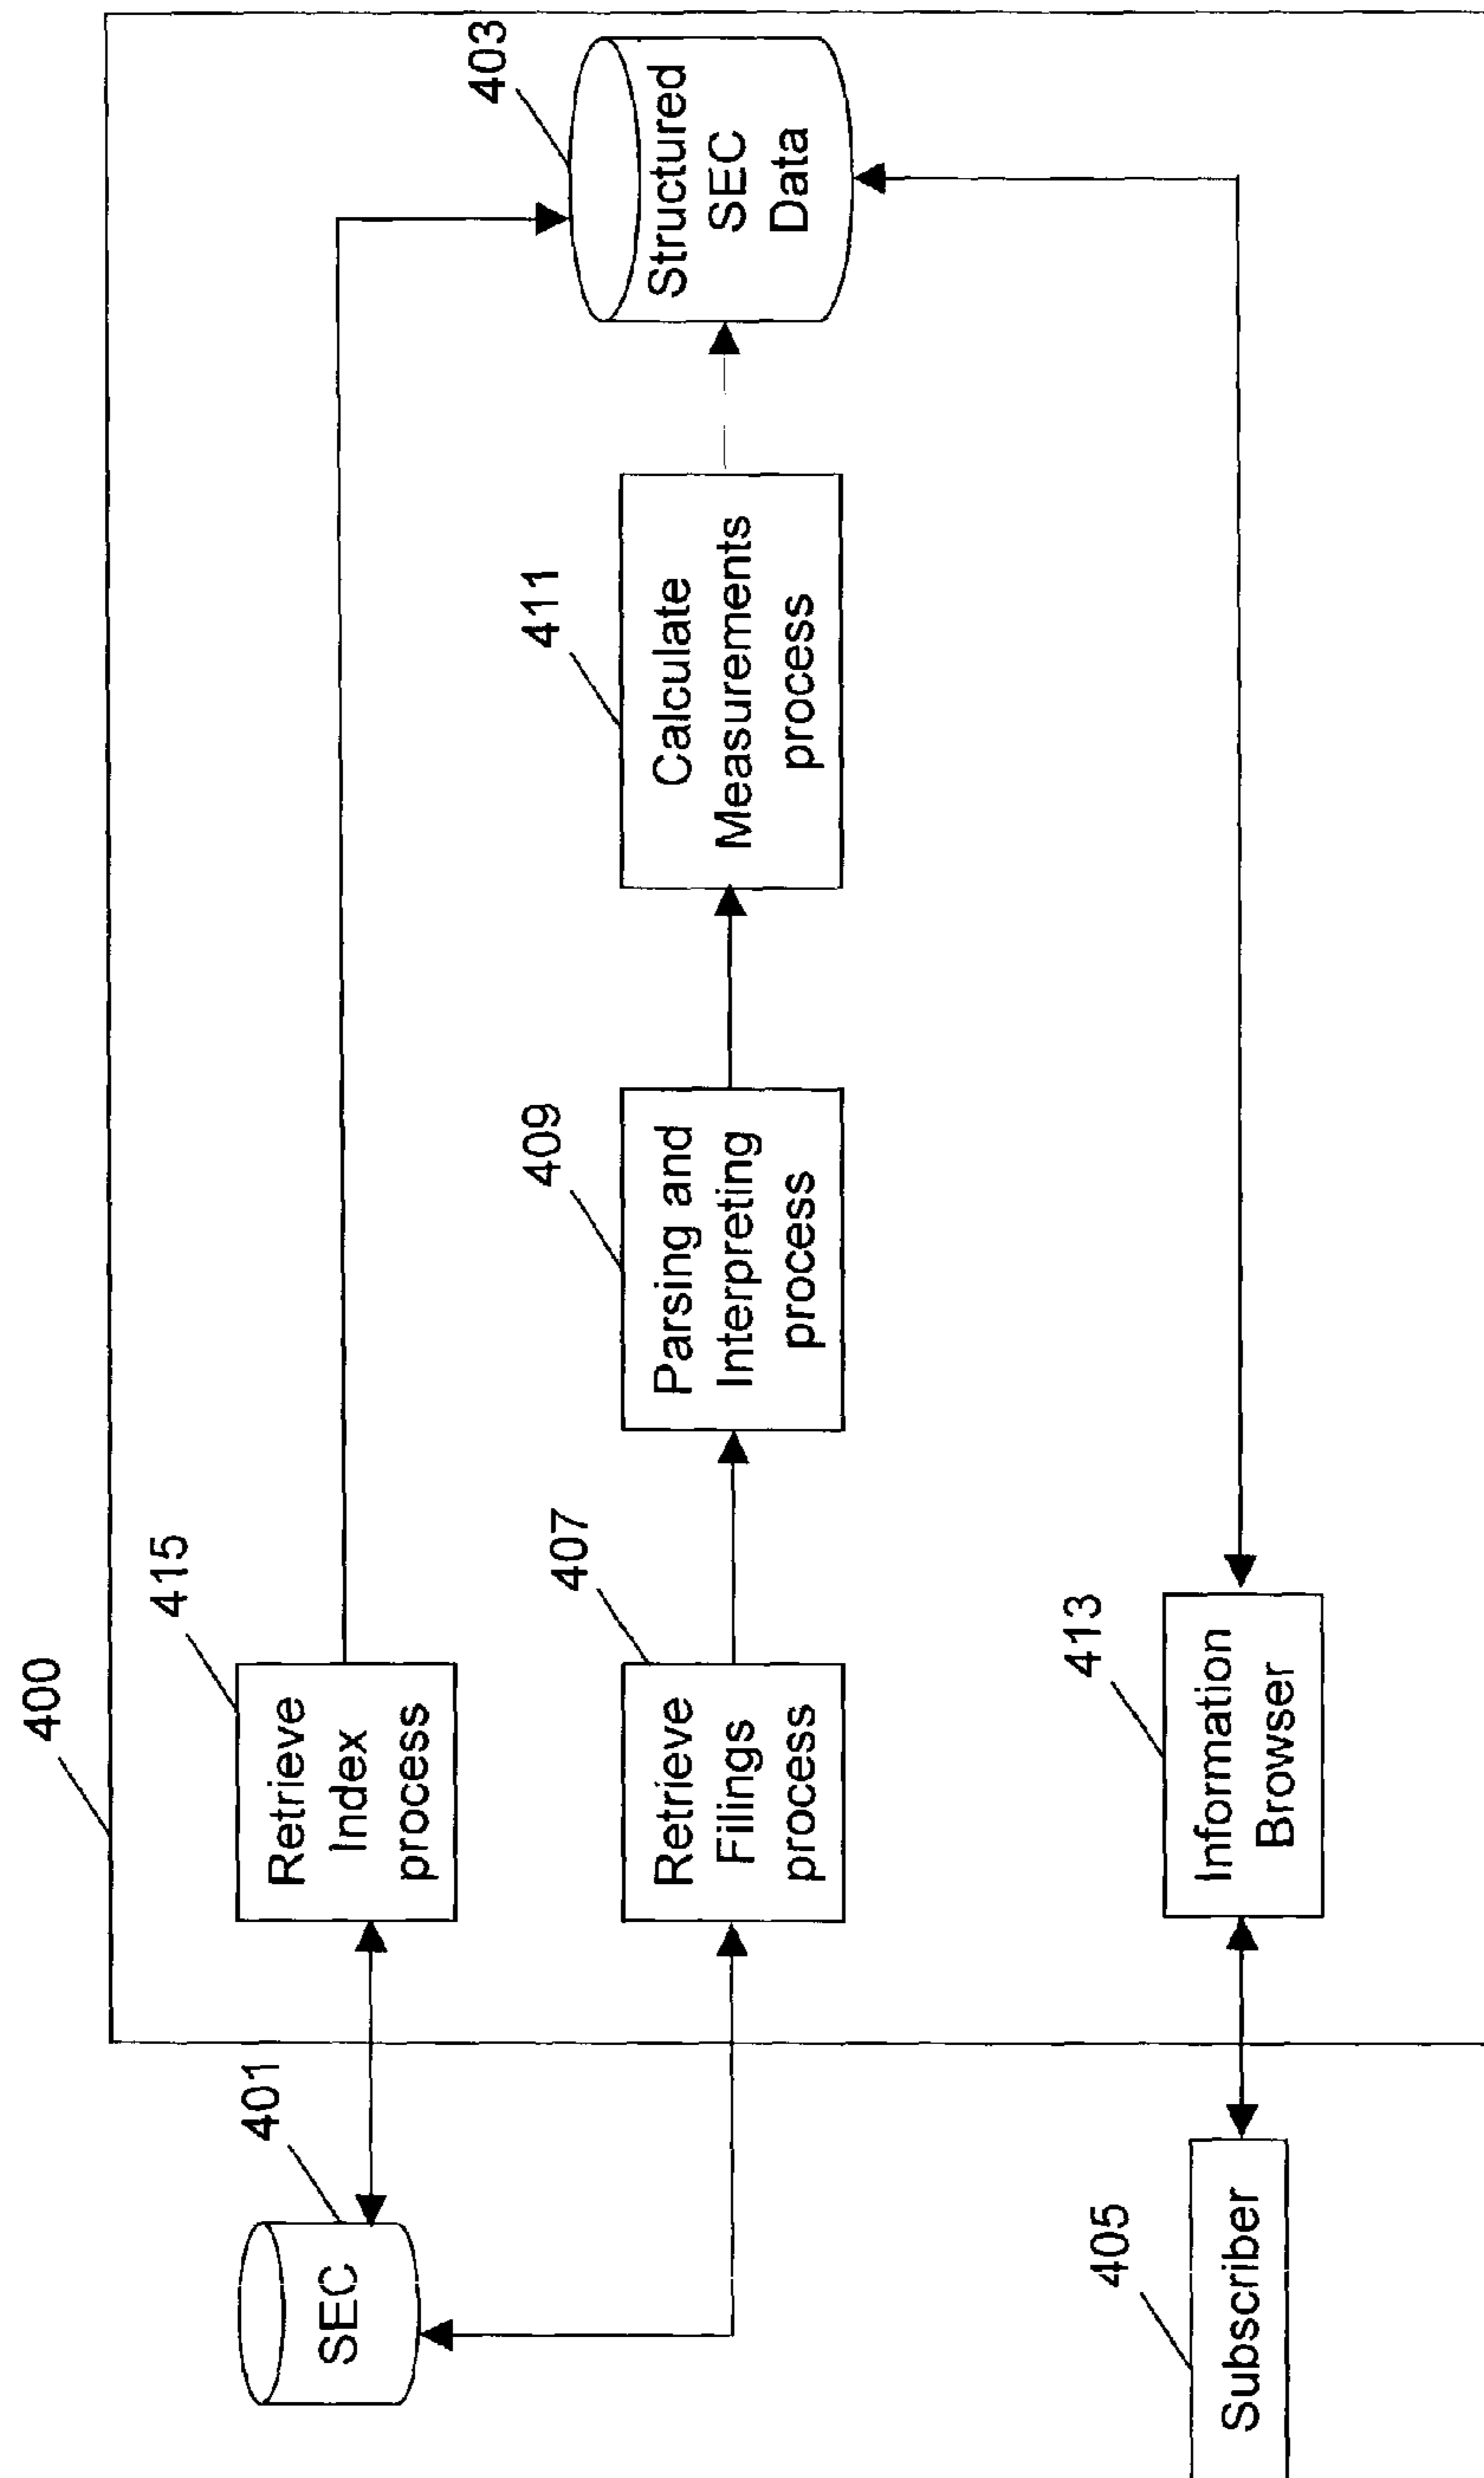 400
401
SEC
415
Retrieve
Index
process
403
Structured
SEC
Data
407
Retrieve
Filings
process
409
Parsing and
Interpreting
process
411
Calculate
Measurements
process
405
Subscriber
413
Information
Browser